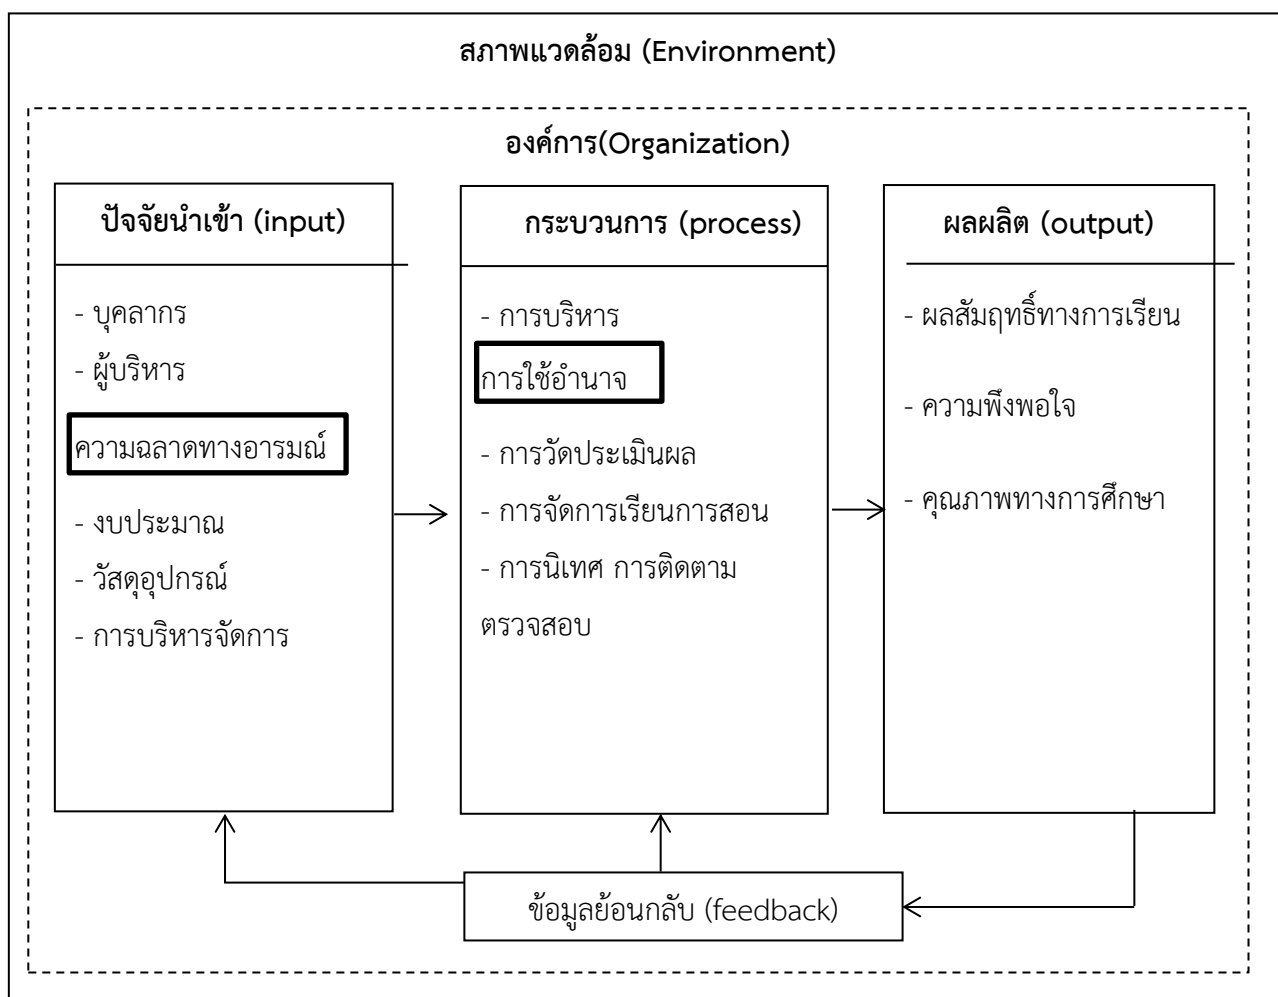 สภาพแวดล้อม (Environment)
องค์การ(Organization)
ปัจจัยนำเข้า (input)
- บุคลากร
- ผู้บริหาร
ความฉลาดทางอารมณ์
- งบประมาณ
- วัสดุอุปกรณ์
- การบริหารจัดการ
กระบวนการ (process)
- การบริหาร
การใช้อำนาจ
- การวัดประเมินผล
- การจัดการเรียนการสอน
- การนิเทศ การติดตาม
ตรวจสอบ
ผลผลิต (output)
- ผลสัมฤทธิ์ทางการเรียน
- ความพึงพอใจ
- คุณภาพทางการศึกษา
ข้อมูลย้อนกลับ (feedback)